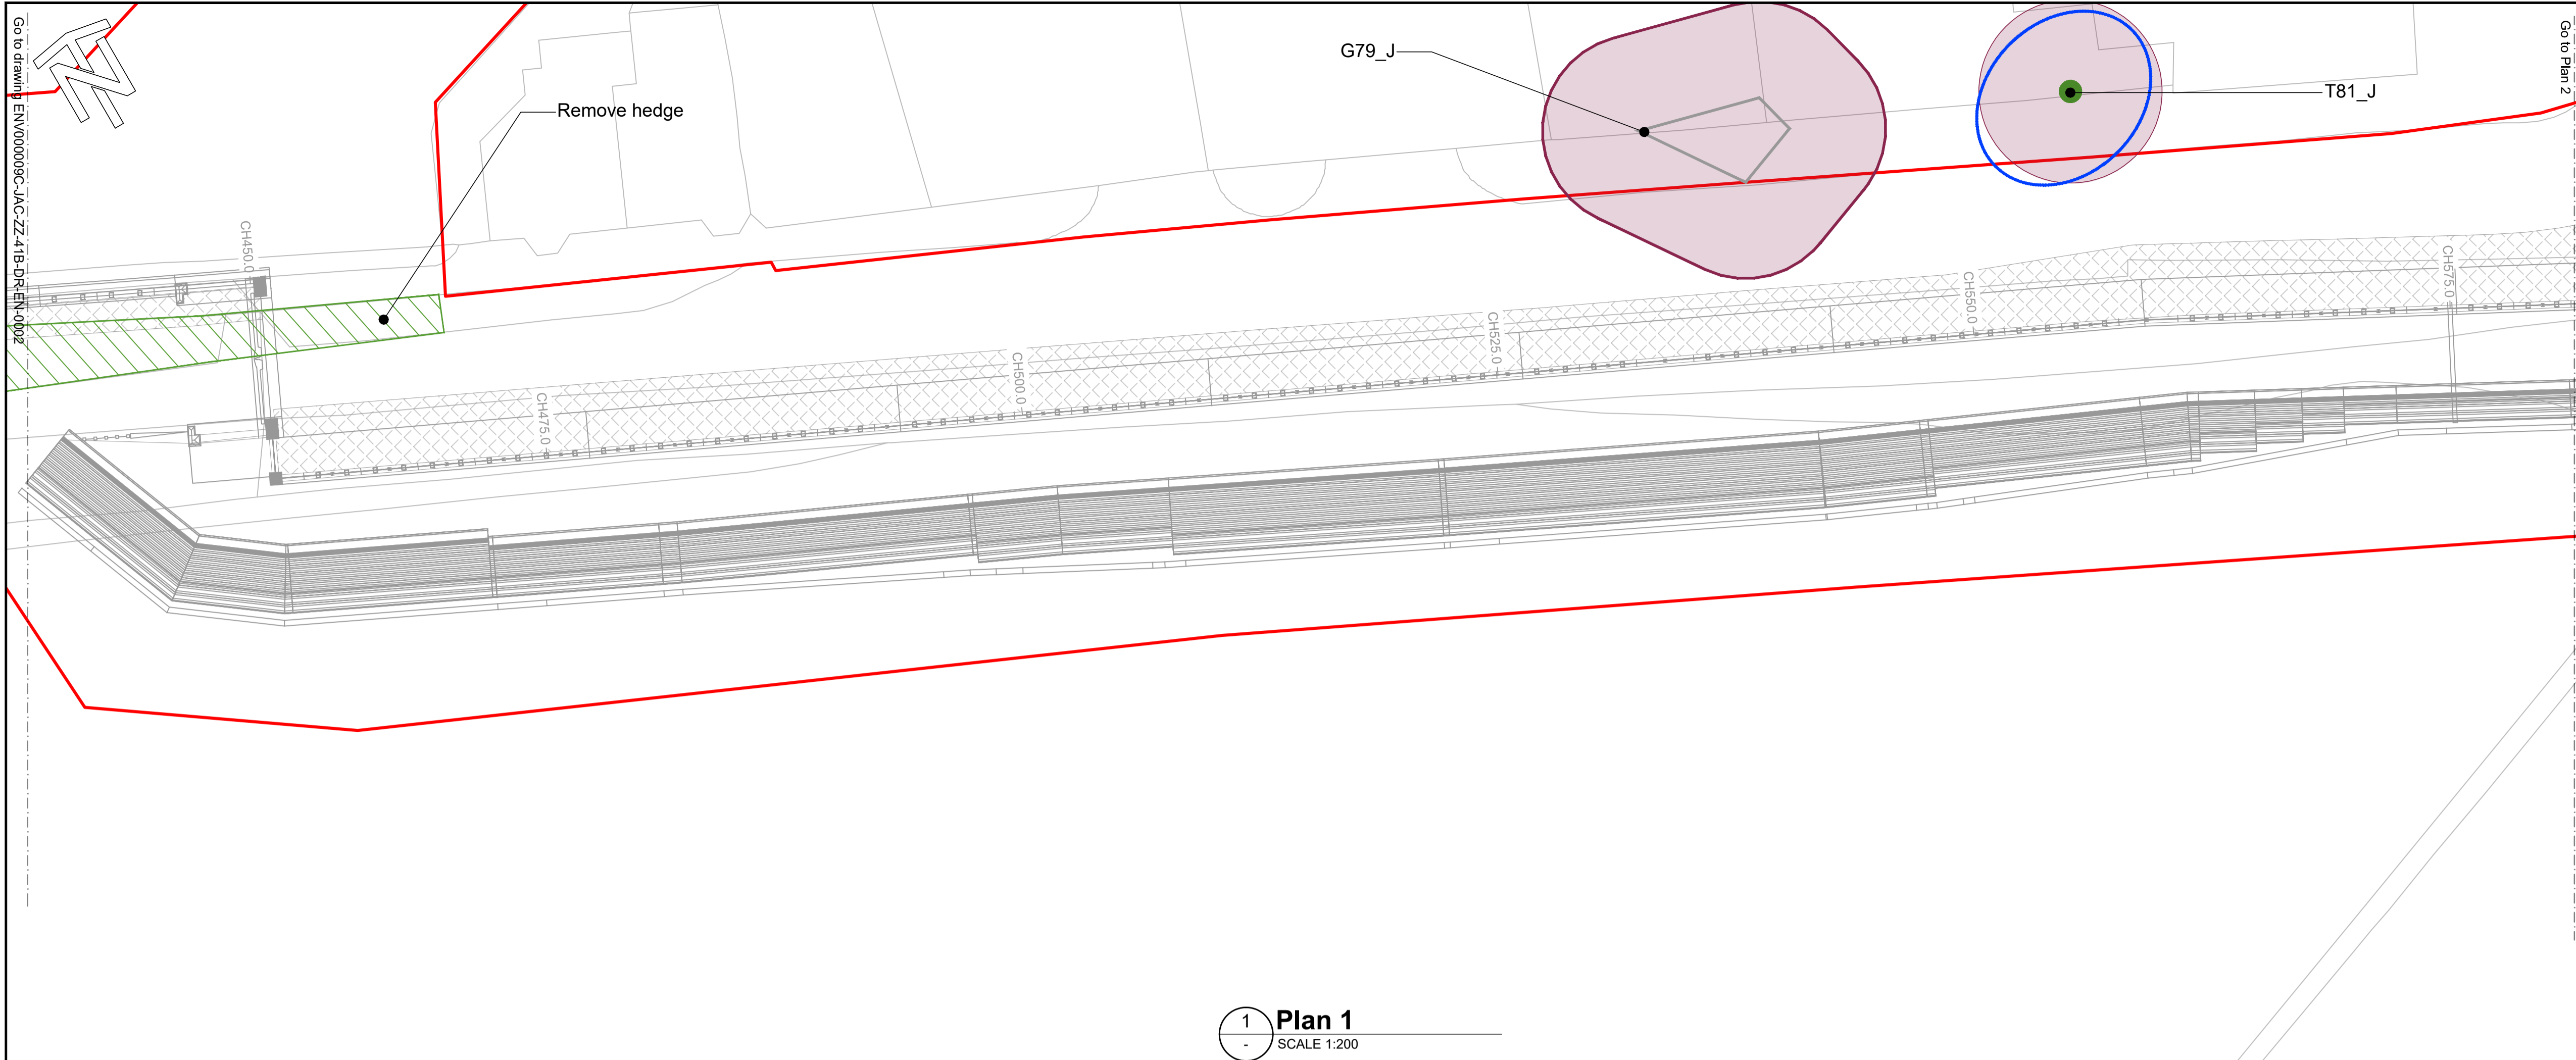 Go to drawing ENV0000009C-JAC-ZZ-41B-DR-EN-0002
N
Remove hedge
G79_J
T81_J
Go to Plan 2
CH450.0
CH475.0
CH500.0
CH525.0
CH550.0
CH575.0
1
-
Plan 1
SCALE 1:200